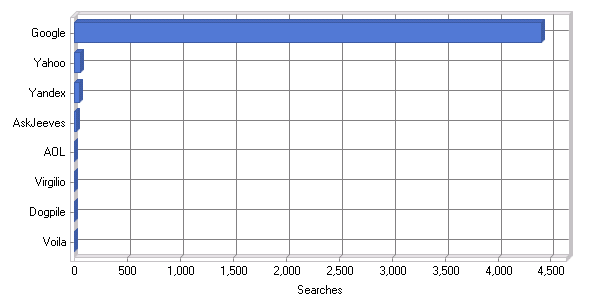 Google
Yahoo
Yandex
AskJeeves
AOL
Virgilio
Dogpile
Voila
0 500 1,000 1,500 2,000 2,500 3,000 3,500 4,000 4,500
Searches